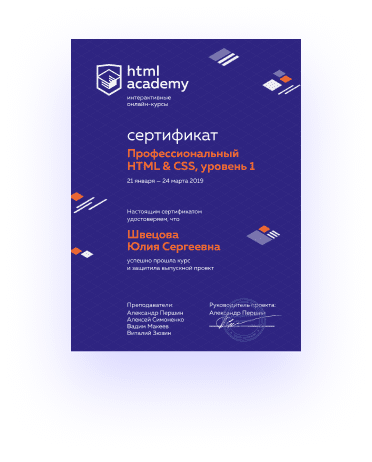 html
academy
интерактивные
онлайн-курсы
сертификат
Профессиональный
HTML & CSS, уровень 1
21 января — 24 марта 2019
Настоящим сертификатом
удостоверяем, что
Швецова
Юлия Сергеевна
успешно прошла курс
и защитила выпускной проект
Преподаватели:
Александр Першин
Алексей Симоненко
Вадим Макеев
Виталий Зюзин
Руководитель проекта:
Александр Першин